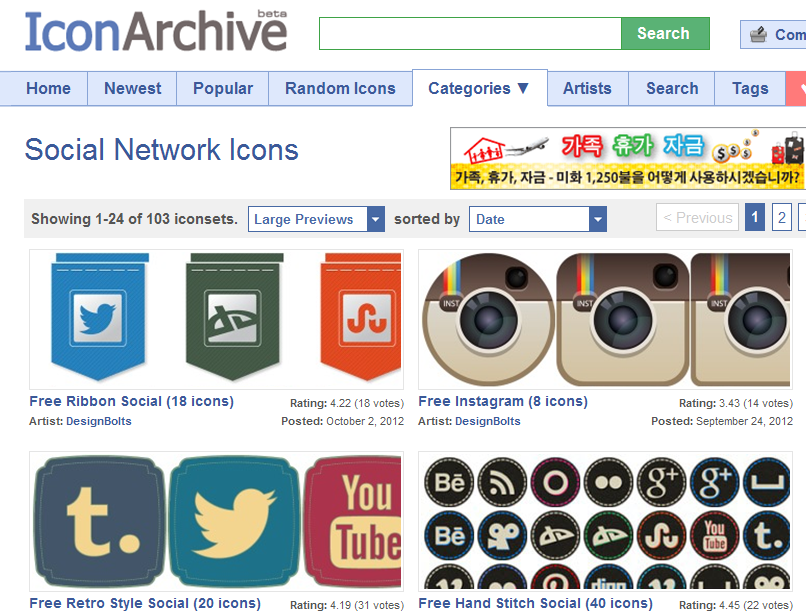 IconArchive beta
Search
Com
Home Newest Popular Random Icons Categories ▼ Artists Search Tags
Social Network Icons
가족 휴가 자금 $ $ $
가족, 휴가, 자금 - 미화 1,250불을 어떻게 사용하시겠습니까?
Showing 1-24 of 103 iconsets. Large Previews sorted by Date < Previous 1 2
INST INST INST
Free Ribbon Social (18 icons) Rating: 4.22 (18 votes)
Artist: DesignBolts Posted: October 2, 2012
Free Instagram (8 icons) Rating: 3.43 (14 votes)
Artist: DesignBolts Posted: September 24, 2012
t.
You
Tube
Bē g+ g+
Bē You Tube t.
Free Retro Style Social (20 icons) Rating: 4.19 (31 votes)
Free Hand Stitch Social (40 icons) Rating: 4.45 (22 votes)